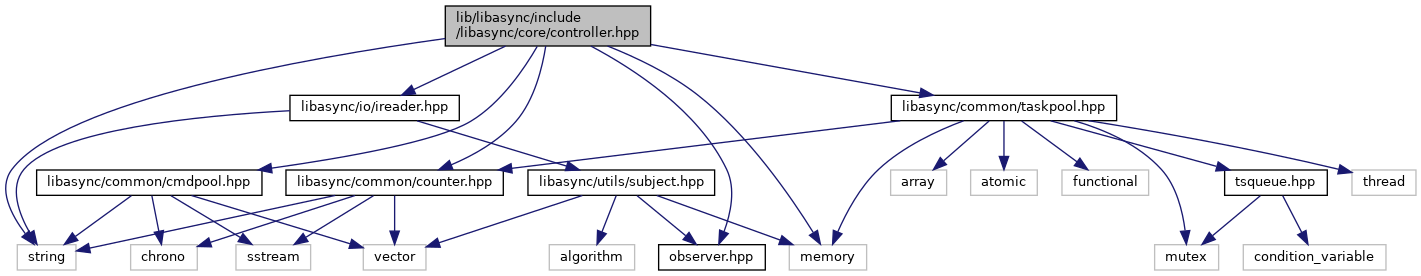 lib/libasync/include
/libasync/core/controller.hpp
libasync/io/ireader.hpp
libasync/common/taskpool.hpp
libasync/common/cmdpool.hpp
libasync/common/counter.hpp
libasync/utils/subject.hpp
array
atomic
functional
tsqueue.hpp
thread
string
chrono
sstream
vector
algorithm
observer.hpp
memory
mutex
condition_variable